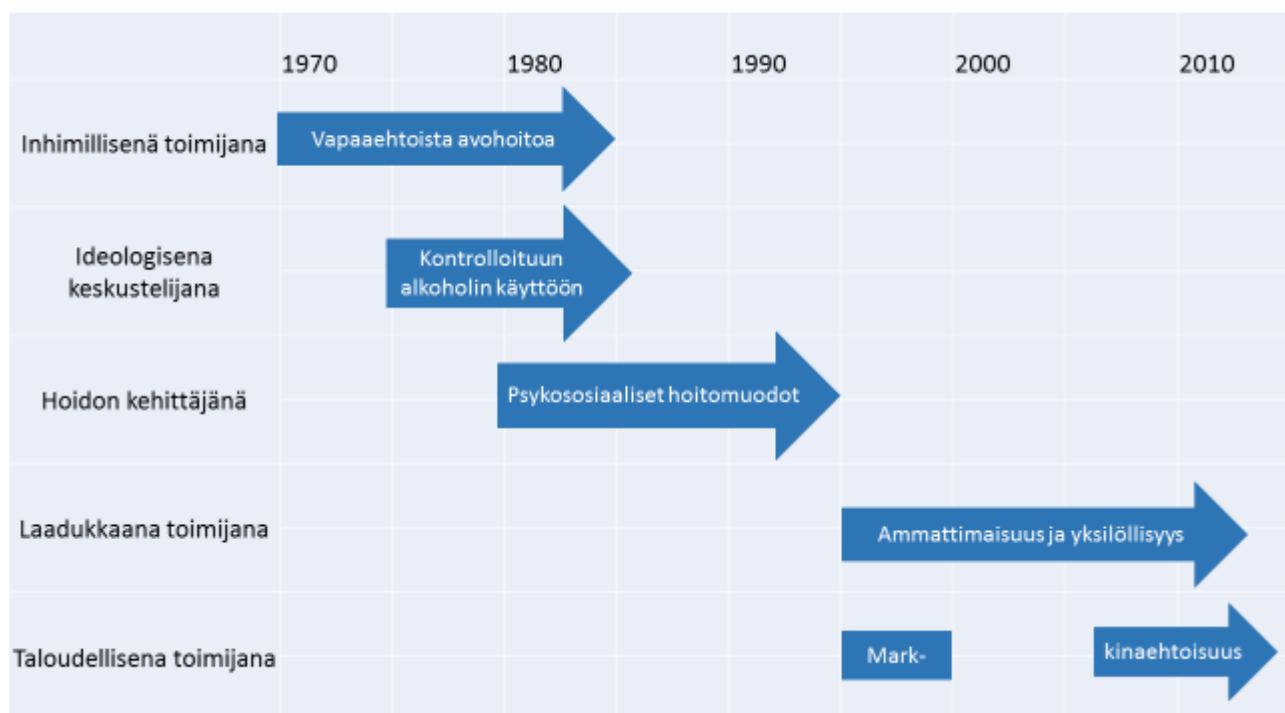 1970 1980 1990 2000 2010
Inhimillisenä toimijana
Vapaaehtoista avohoitoa
Ideologisena
keskustelijana
Kontrolloituun
alkoholin käyttöön
Hoidon kehittäjänä
Psykososiaaliset hoitomuodot
Laadukkaana toimijana
Ammattimaisuus ja yksilöllisyys
Taloudellisena toimijana
Mark-
kinaehtoisuus